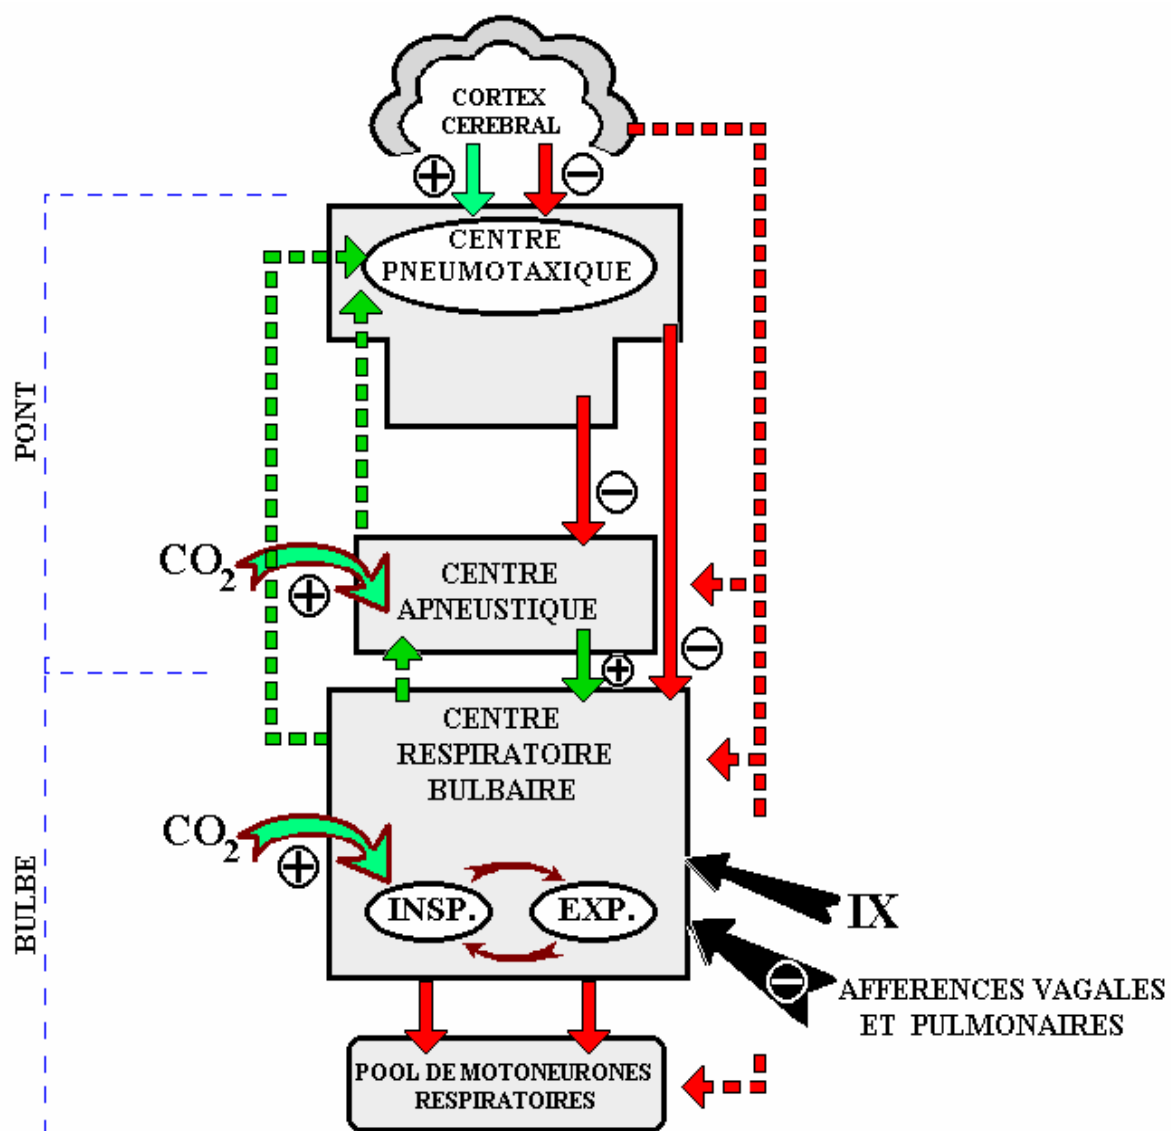 CORTEX
CEREBRAL
+
−
CENTRE
PNEUMOTAXIQUE
PONT
−
CO2
+
CENTRE
APNEUSTIQUE
−
+
CENTRE
RESPIRATOIRE
BULBAIRE
CO2
+
BULBE
INSP.
EXP.
IX
−
AFFERENCES VAGALES
ET PULMONAIRES
POOL DE MOTONEURONES
RESPIRATOIRES